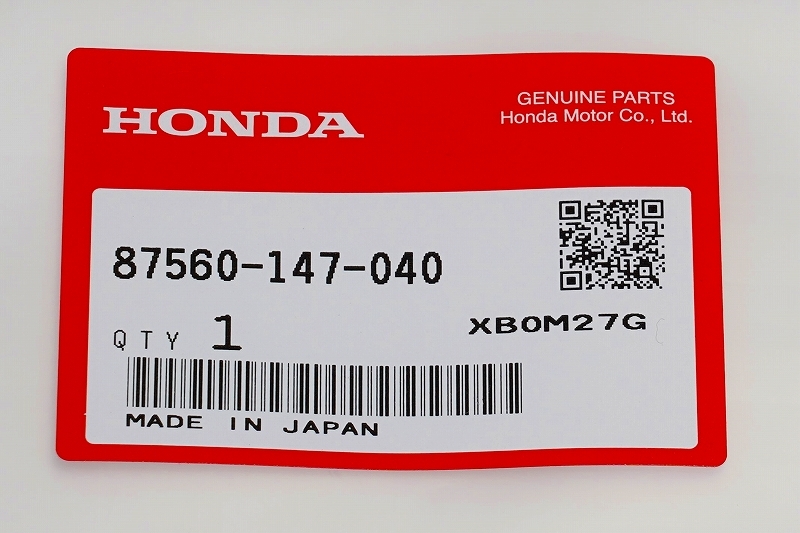 HONDA
GENUINE PARTS
Honda Motor Co., Ltd.
87560-147-040
QTY 1
XB0M27G
MADE IN JAPAN